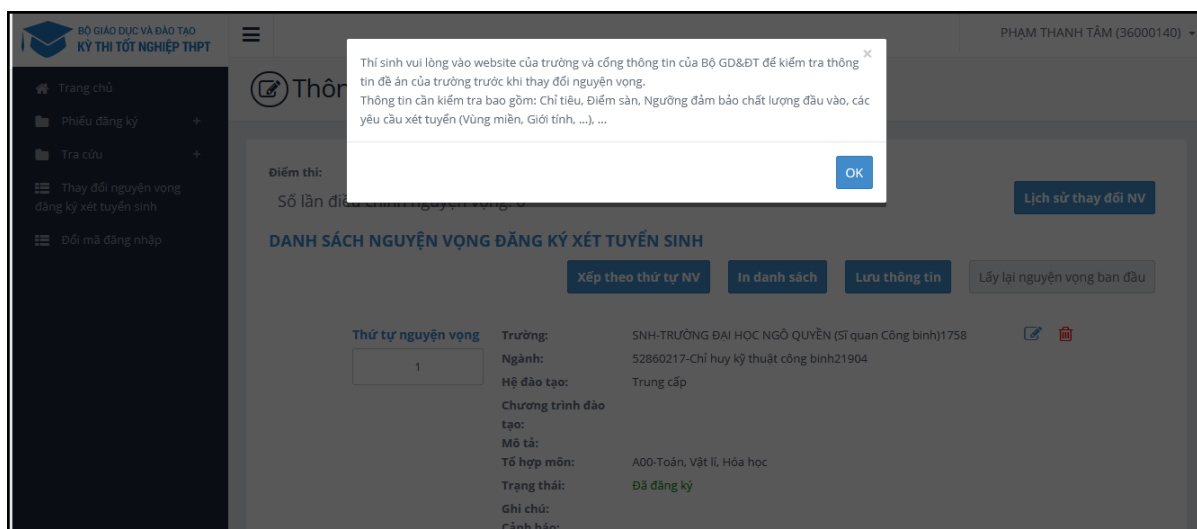 BỘ GIÁO DỤC VÀ ĐÀO TẠO
KỲ THI TỐT NGHIỆP THPT
PHẠM THANH TÂM (36000140)
Trang chủ
Phiếu đăng ký +
Tra cứu +
Thay đổi nguyện vọng
đăng ký xét tuyển sinh
Đổi mã đăng nhập
×
Thí sinh vui lòng vào website của trường và cổng thông tin của Bộ GD&ĐT để kiểm tra thông
tin đề án của trường trước khi thay đổi nguyện vọng.
Thông tin cần kiểm tra bao gồm: Chỉ tiêu, Điểm sàn, Ngưỡng đảm bảo chất lượng đầu vào, các
yêu cầu xét tuyển (Vùng miền, Giới tính, ...), ...
OK
Điểm thi:
Số lần điều chỉnh nguyện vọng:
Lịch sử thay đổi NV
DANH SÁCH NGUYỆN VỌNG ĐĂNG KÝ XÉT TUYỂN SINH
Xếp theo thứ tự NV In danh sách Lưu thông tin Lấy lại nguyện vọng ban đầu
Thứ tự nguyện vọng
1
Trường: SNH-TRƯỜNG ĐẠI HỌC NGÔ QUYỀN (Sĩ quan Công binh)1758
Ngành: 52860217-Chỉ huy kỹ thuật công binh21904
Hệ đào tạo: Trung cấp
Chương trình đào
tạo:
Mô tả:
Tổ hợp môn: A00-Toán, Vật lí, Hóa học
Trạng thái: Đã đăng ký
Ghi chú:
Cảnh báo: